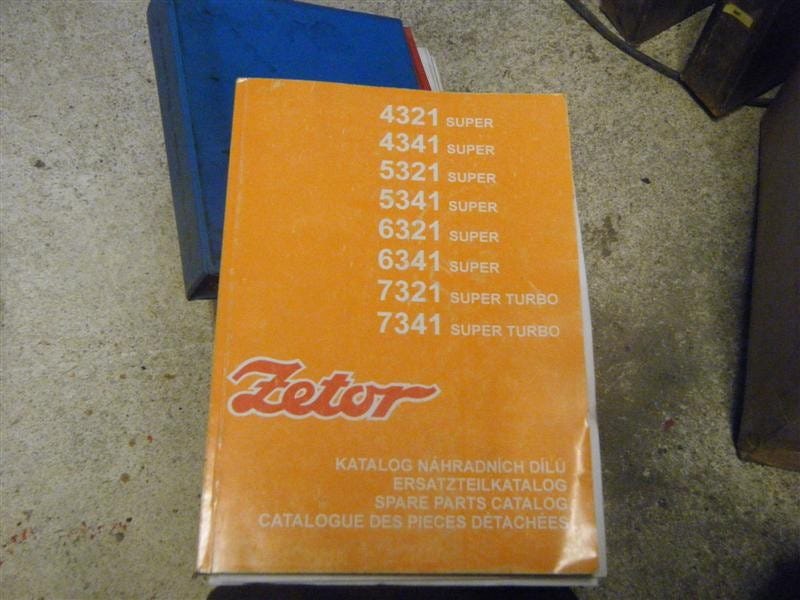 4321 SUPER
4341 SUPER
5321 SUPER
5341 SUPER
6321 SUPER
6341 SUPER
7321 SUPER TURBO
7341 SUPER TURBO
Zetor
KATALOG NÁHRADNÍCH DÍLŮ
ERSATZTEILKATALOG
SPARE PARTS CATALOG
CATALOGUE DES PIECES DÉTACHÉES